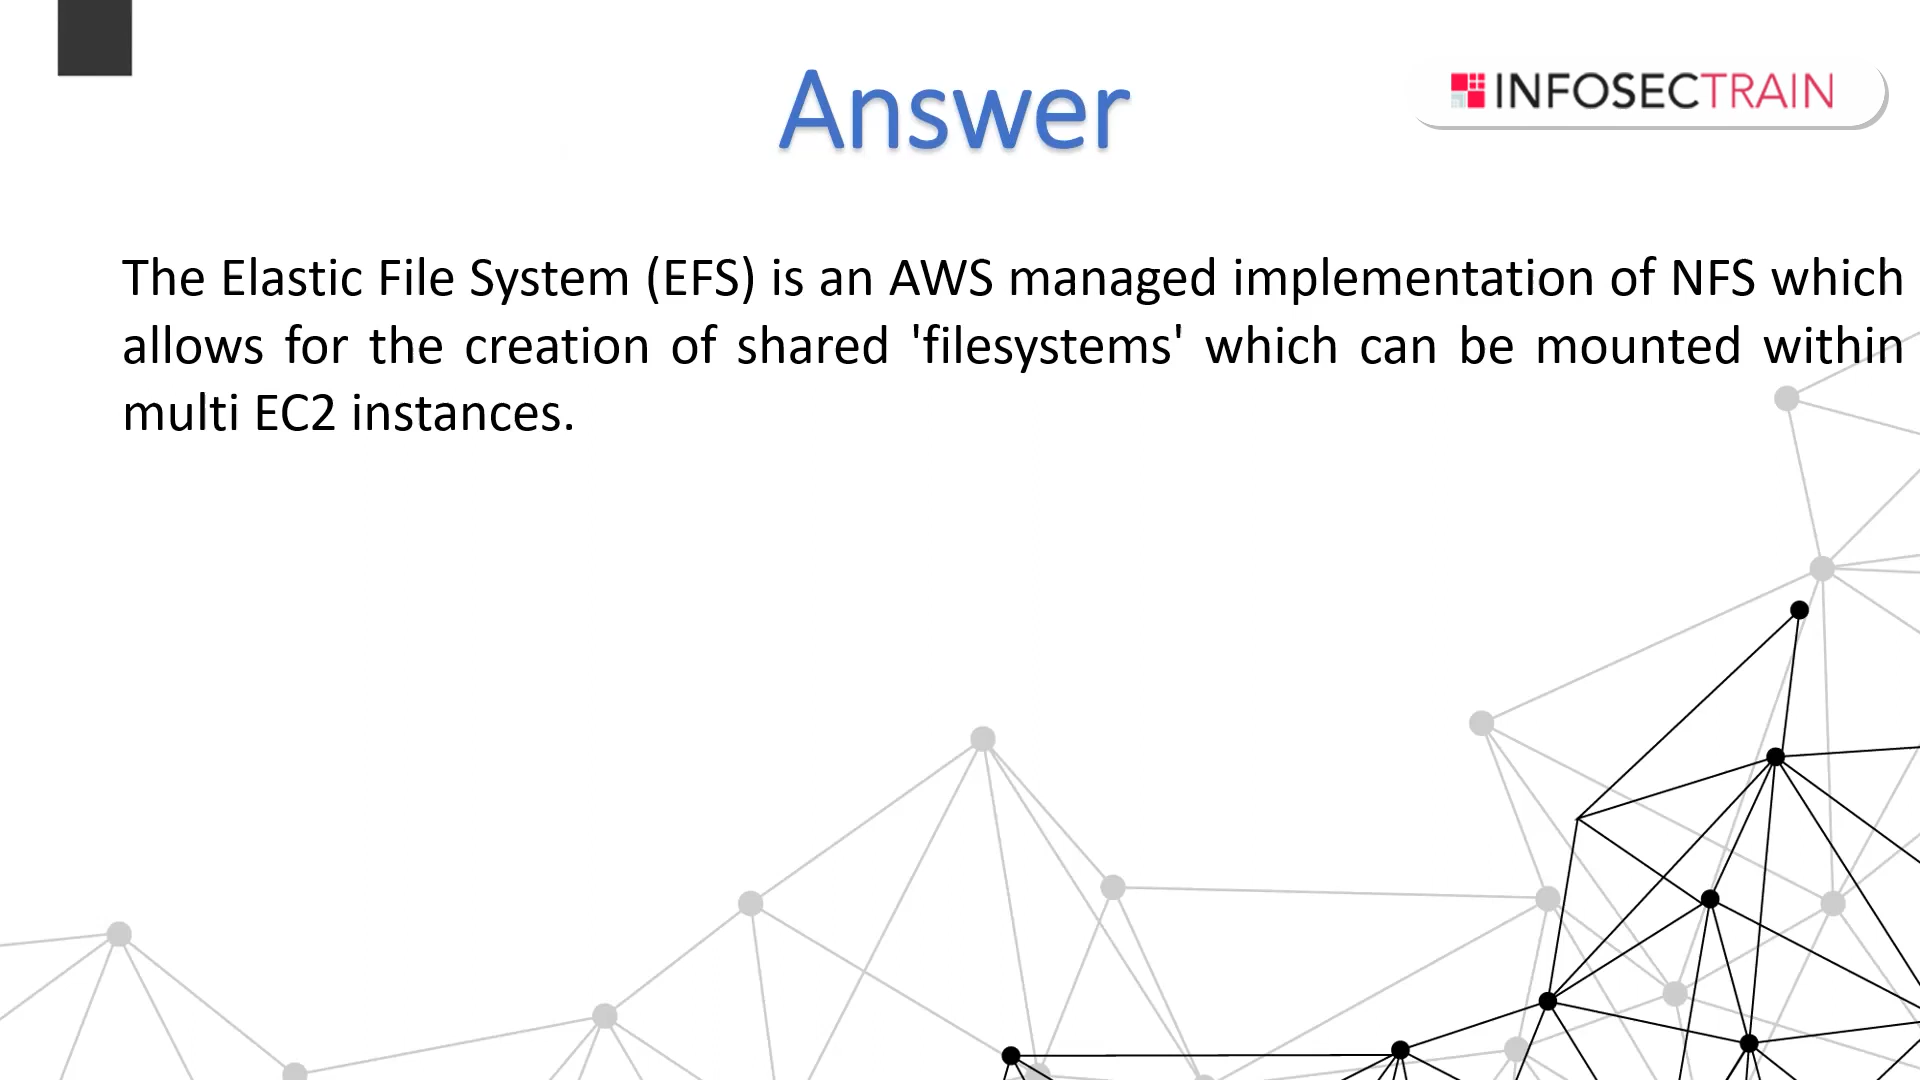 Answer
INFOSECTRAIN
The Elastic File System (EFS) is an AWS managed implementation of NFS which
allows for the creation of shared 'filesystems' which can be mounted within
multi EC2 instances.